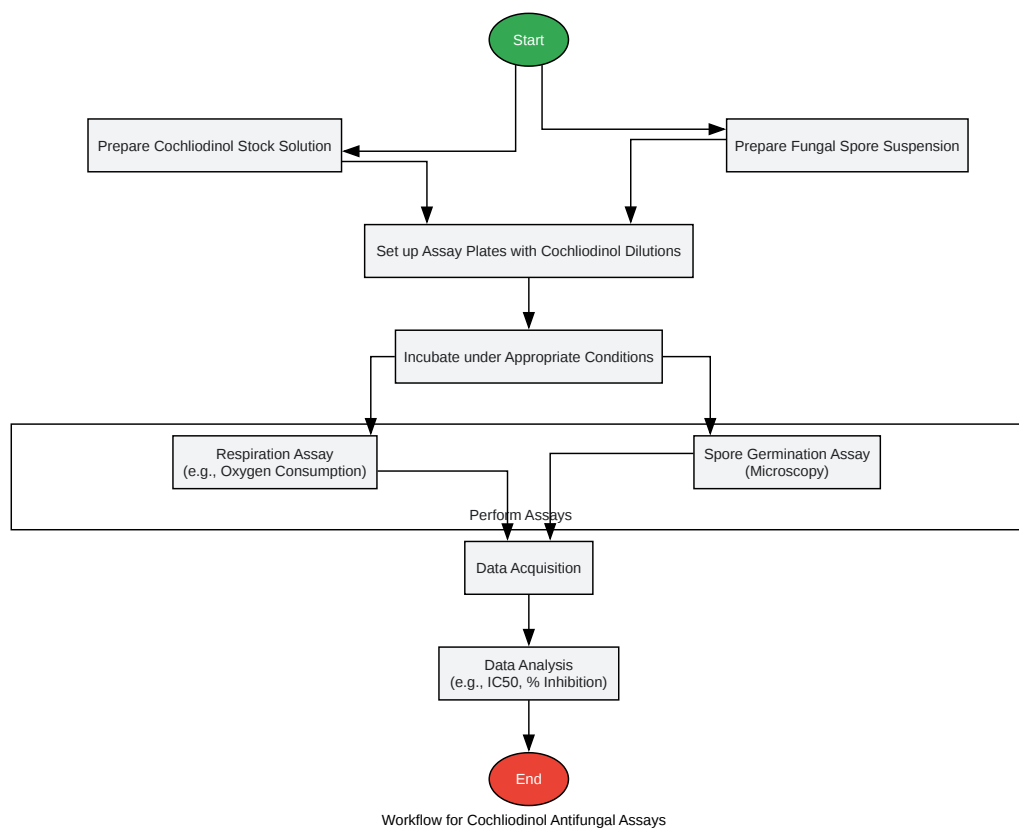 Start
Prepare Cochliodinol Stock Solution
Prepare Fungal Spore Suspension
Set up Assay Plates with Cochliodinol Dilutions
Incubate under Appropriate Conditions
Respiration Assay
(e.g., Oxygen Consumption)
Spore Germination Assay
(Microscopy)
Perform Assays
Data Acquisition
Data Analysis
(e.g., IC50, % Inhibition)
End
Workflow for Cochliodinol Antifungal Assays